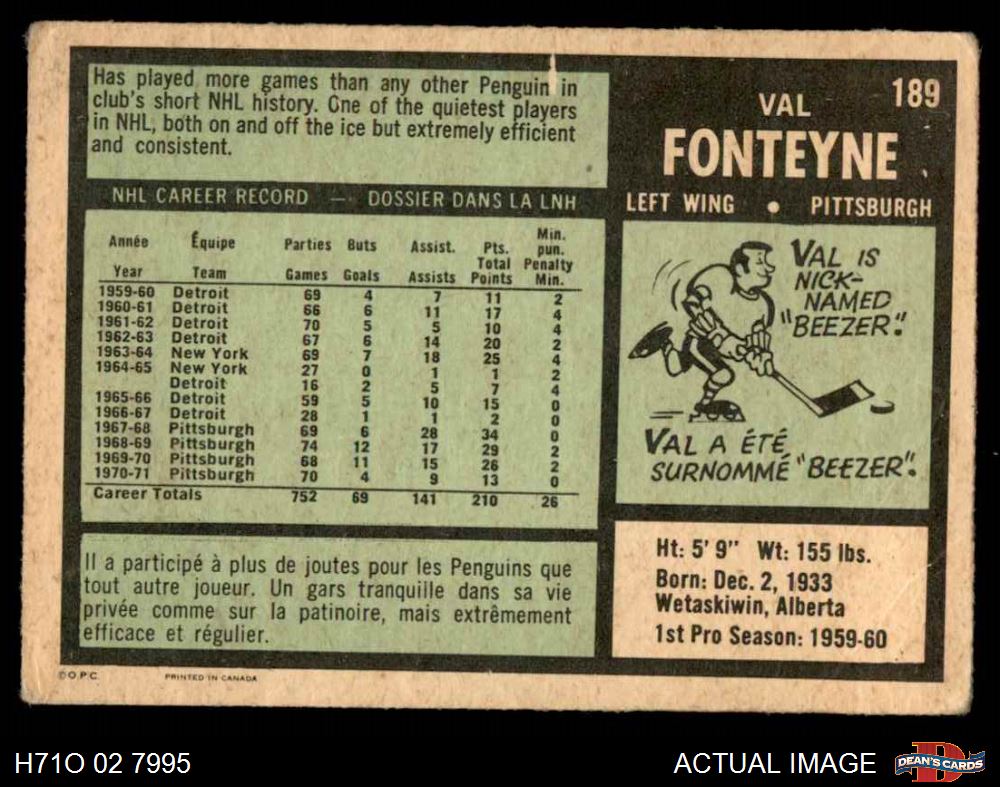 Has played more games than any other Penguin in
club's short NHL history. One of the quietest players
in NHL, both on and off the ice but extremely efficient
and consistent.
189
VAL
FONTEYNE
LEFT WING • PITTSBURGH
NHL CAREER RECORD — DOSSIER DANS LA LNH
Année Équipe Parties Buts Assist. Pts. Min. pun.
Year Team Games Goals Assists Total Points Penalty Min.
1959-60 Detroit 69 4 7 11 2
1960-61 Detroit 66 6 11 17 4
1961-62 Detroit 70 5 5 10 4
1962-63 Detroit 67 6 14 20 2
1963-64 New York 69 7 18 25 4
1964-65 New York 27 0 1 1 2
Detroit 16 2 5 7 4
1965-66 Detroit 59 5 10 15 0
1966-67 Detroit 28 1 1 2 0
1967-68 Pittsburgh 69 6 28 34 0
1968-69 Pittsburgh 74 12 17 29 2
1969-70 Pittsburgh 68 11 15 26 2
1970-71 Pittsburgh 70 4 9 13 0
Career Totals 752 69 141 210 26
VAL IS
NICK-
NAMED
"BEEZER".
VAL A ÉTÉ
SURNOMMÉ "BEEZER".
Il a participé à plus de joutes pour les Penguins que
tout autre joueur. Un gars tranquille dans sa vie
privée comme sur la patinoire, mais extrêmement
efficace et régulier.
Ht: 5' 9" Wt: 155 lbs.
Born: Dec. 2, 1933
Wetaskiwin, Alberta
1st Pro Season: 1959-60
©O.P.C. PRINTED IN CANADA
H71O 02 7995
ACTUAL IMAGE
D
DEAN'S CARDS